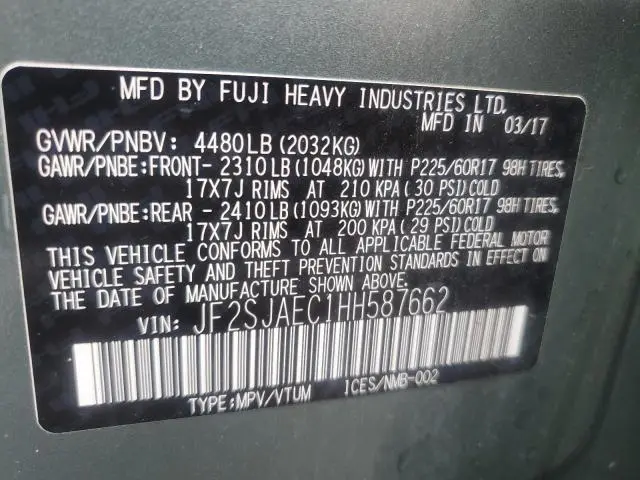 MFD BY FUJI HEAVY INDUSTRIES LTD.
MFD IN 03/17
GVWR/PNBV: 4480LB (2032KG)
GAWR/PNBE:FRONT- 2310LB (1048KG) WITH P225/60R17 98H TIRES,
17X7J RIMS AT 210 KPA (30 PSI) COLD
GAWR/PNBE:REAR - 2410LB (1093KG) WITH P225/60R17 98H TIRES,
17X7J RIMS AT 200 KPA (29 PSI) COLD
THIS VEHICLE CONFORMS TO ALL APPLICABLE FEDERAL MOTOR
VEHICLE SAFETY AND THEFT PREVENTION STANDARDS IN EFFECT ON
THE DATE OF MANUFACTURE SHOWN ABOVE.
VIN: JF2SJAEC1HH587662
TYPE:MPV/VTUM ICES/NMB-002